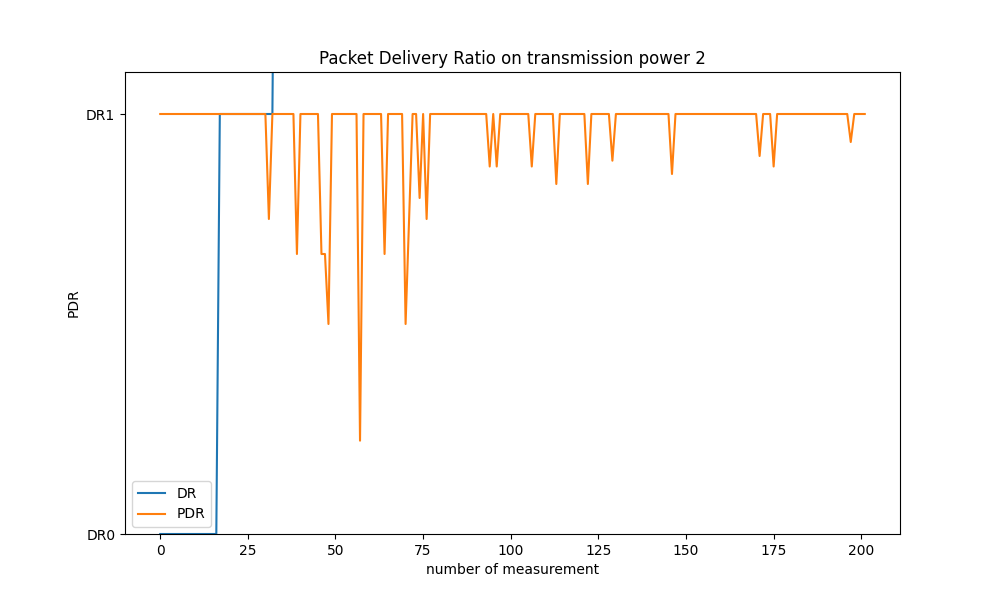 Packet Delivery Ratio on transmission power 2
DR1
PDR
DR
PDR
DR0
0 25 50 75 100 125 150 175 200
number of measurement